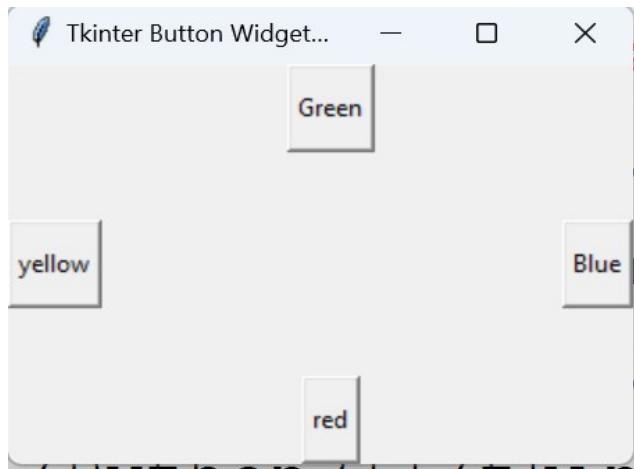 Tkinter Button Widget...
Green
yellow
Blue
red